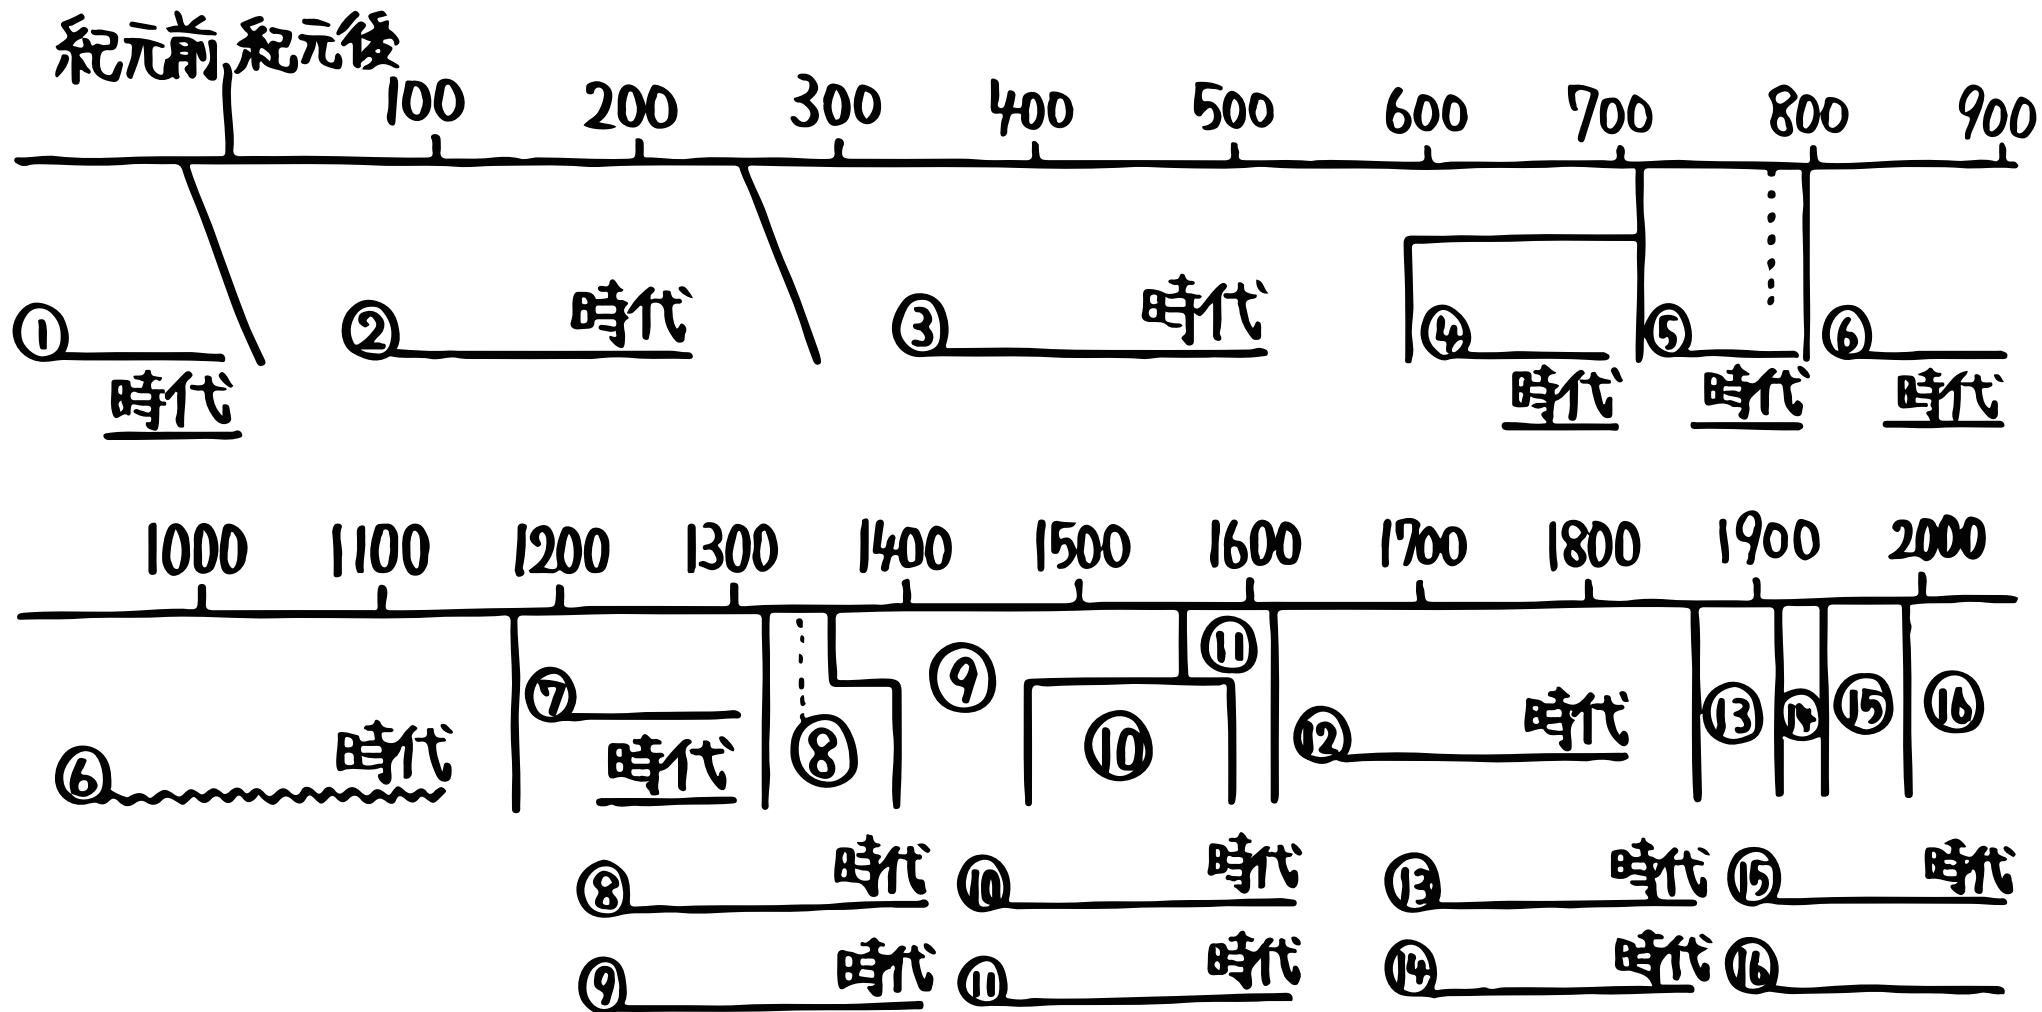 紀元前 紀元後
100 200 300 400 500 600 700 800 900
① 時代 ② 時代 ③ 時代 ④ 時代 ⑤ 時代 ⑥ 時代
1000 1100 1200 1300 1400 1500 1600 1700 1800 1900 2000
⑥ 時代 ⑦ 時代 ⑧ ⑨ ⑩ ⑪ ⑫ 時代 ⑬ ⑭ ⑮ ⑯
⑧ 時代 ⑩ 時代 ⑬ 時代 ⑮ 時代
⑨ 時代 ⑪ 時代 ⑭ 時代 ⑯